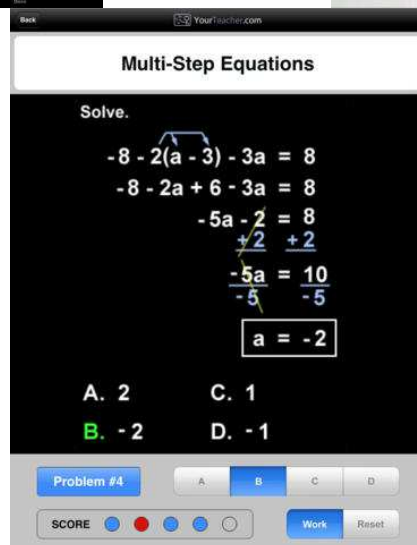 Back
YourTeacher.com
Multi-Step Equations
Solve.
-8 - 2(a - 3) - 3a = 8
-8 - 2a + 6 - 3a = 8
-5a - 2 = 8
+2 +2
-5a = 10
-5 -5
a = -2
A. 2 C. 1
B. -2 D. -1
Problem #4 A B C D
SCORE Work Reset